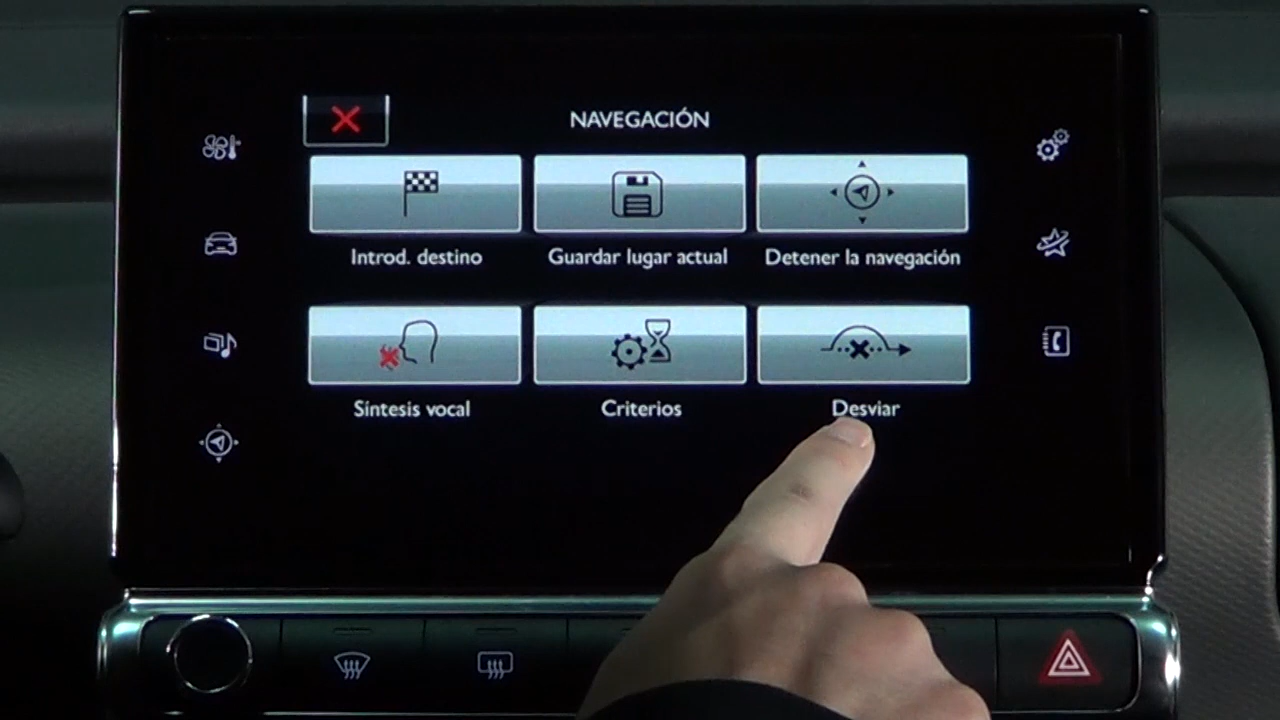 NAVEGACIÓN
Introd. destino
Guardar lugar actual
Detener la navegación
Síntesis vocal
Criterios
Desviar